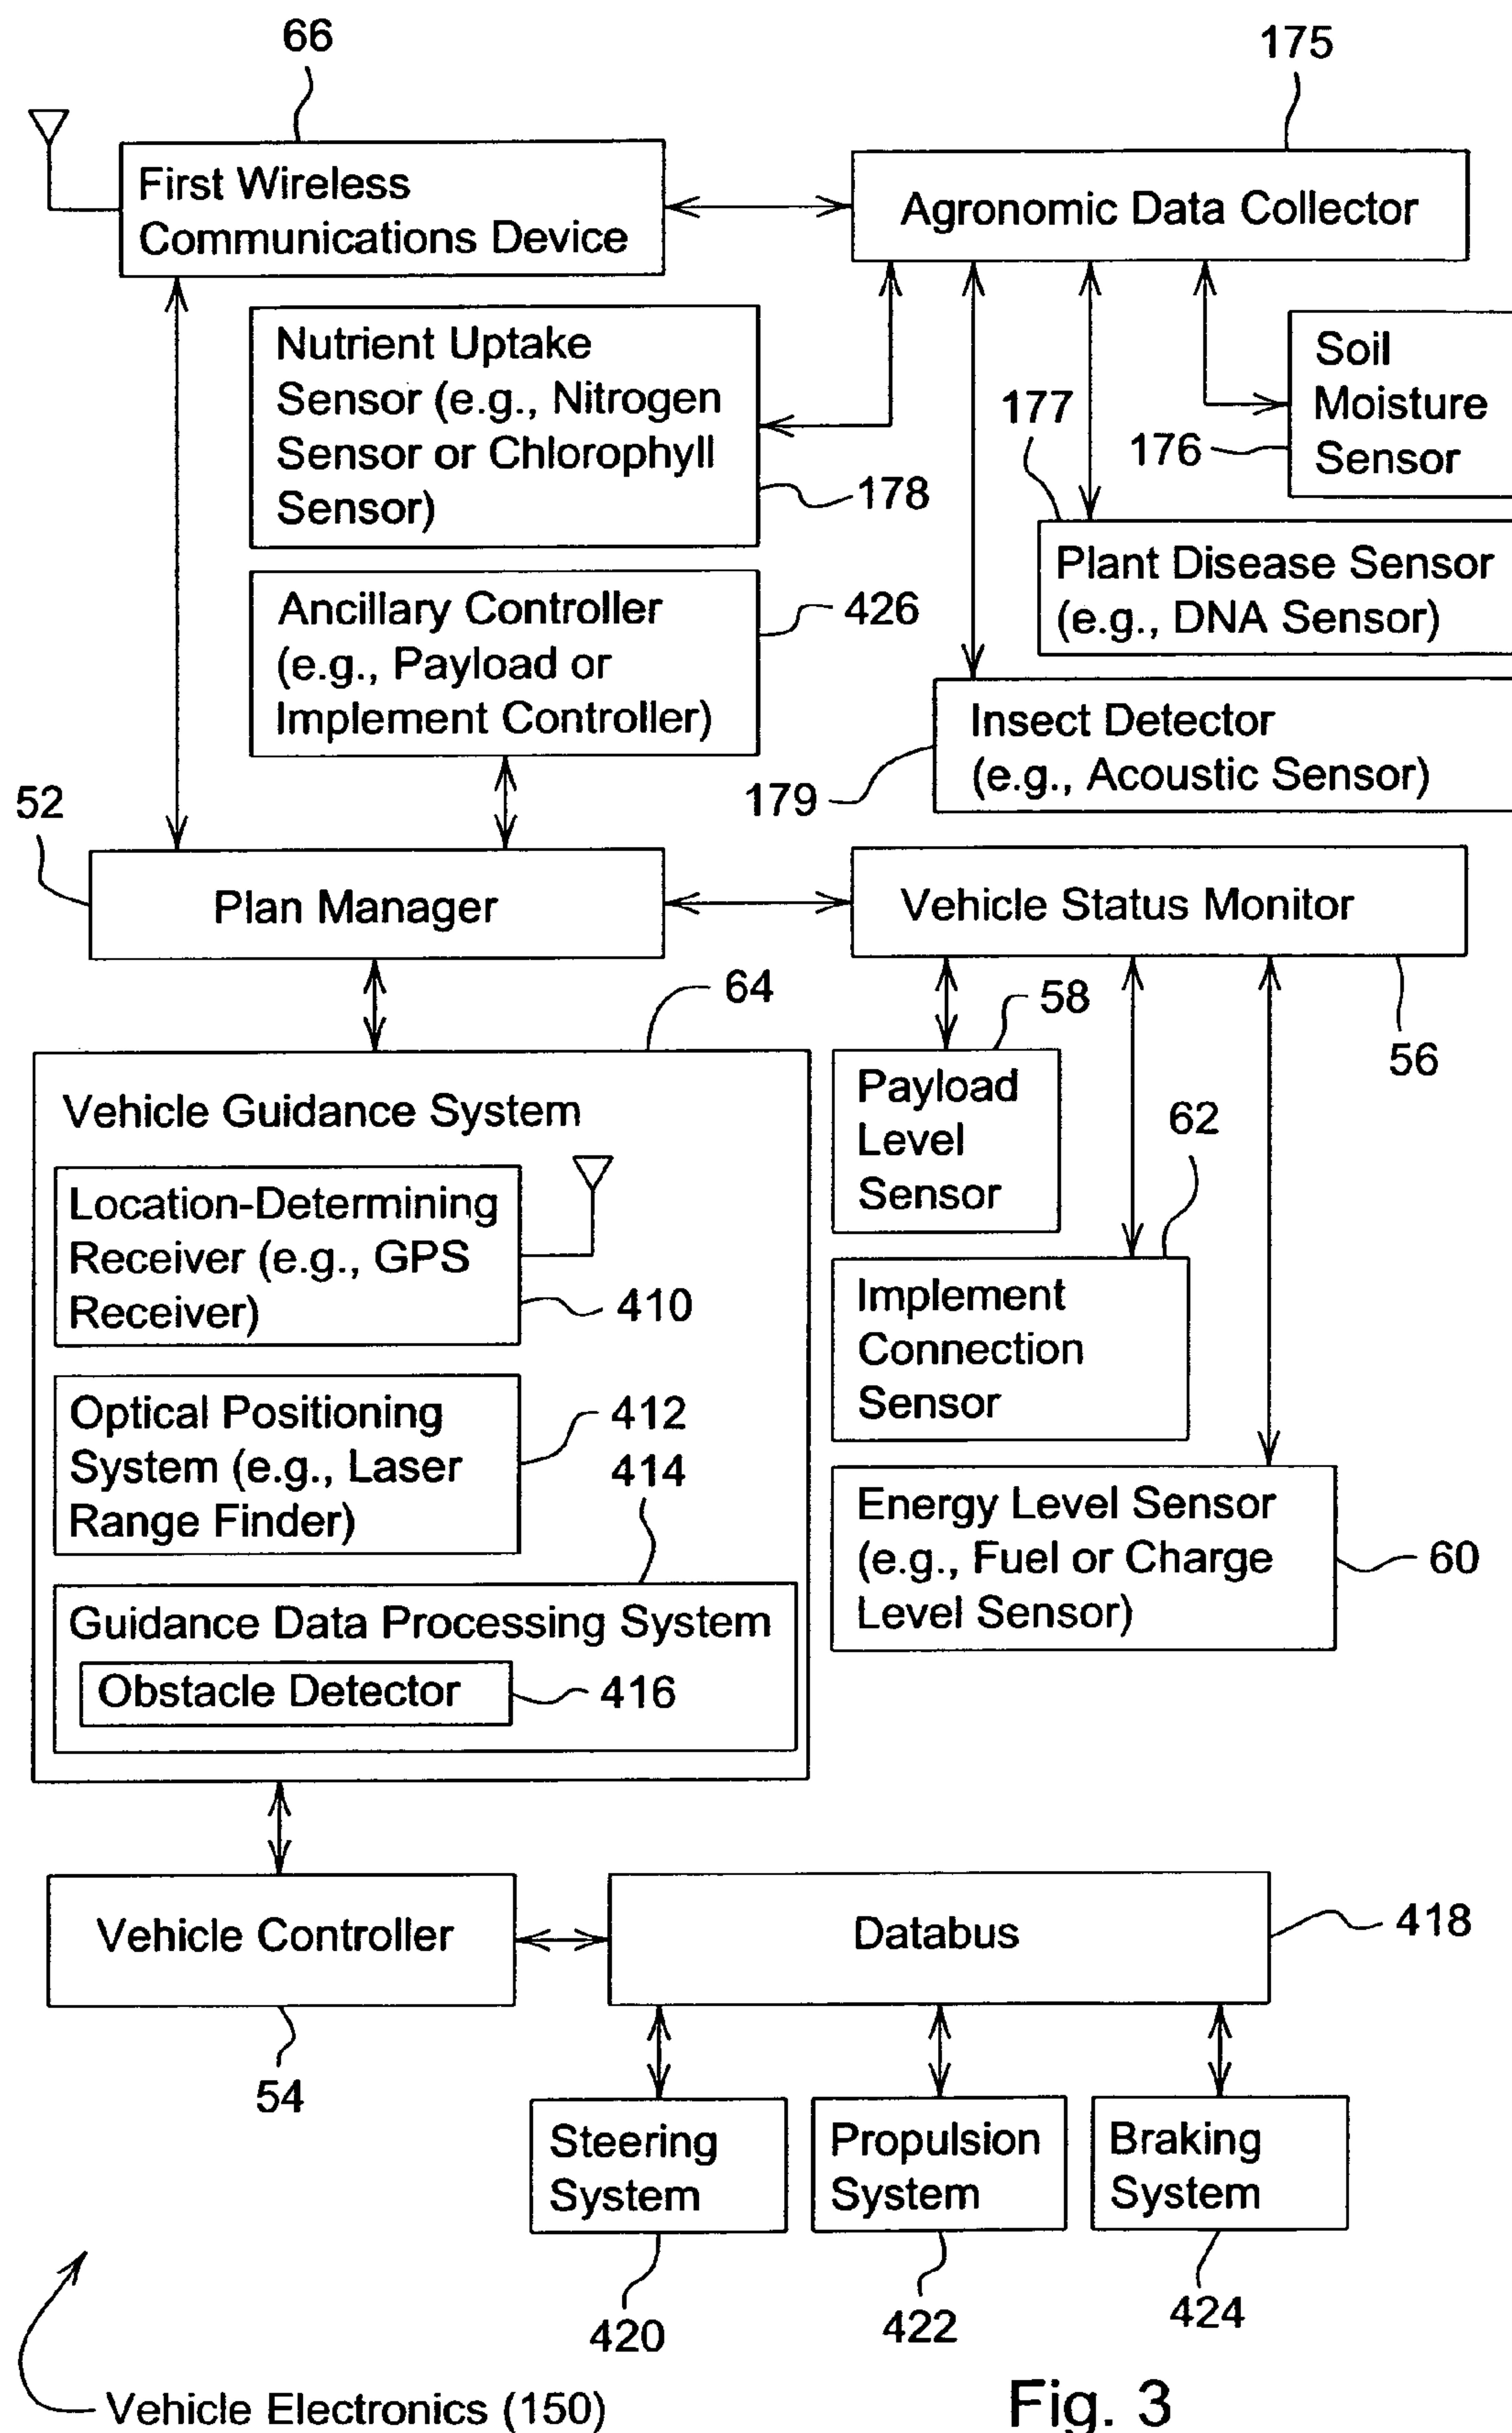 66
175
First Wireless
Communications Device
Agronomic Data Collector
Nutrient Uptake
Sensor (e.g., Nitrogen
Sensor or Chlorophyll
Sensor)
178
Soil
Moisture
Sensor
176
177
Plant Disease Sensor
(e.g., DNA Sensor)
Ancillary Controller
(e.g., Payload or
Implement Controller)
426
Insect Detector
(e.g., Acoustic Sensor)
179
52
Plan Manager
Vehicle Status Monitor
56
64
Vehicle Guidance System
Location-Determining
Receiver (e.g., GPS
Receiver)
410
Optical Positioning
System (e.g., Laser
Range Finder)
412
414
Guidance Data Processing System
Obstacle Detector
416
58
Payload
Level
Sensor
62
Implement
Connection
Sensor
Energy Level Sensor
(e.g., Fuel or Charge
Level Sensor)
60
Vehicle Controller
54
Databus
418
Steering
System
420
Propulsion
System
422
Braking
System
424
Vehicle Electronics (150)
Fig. 3